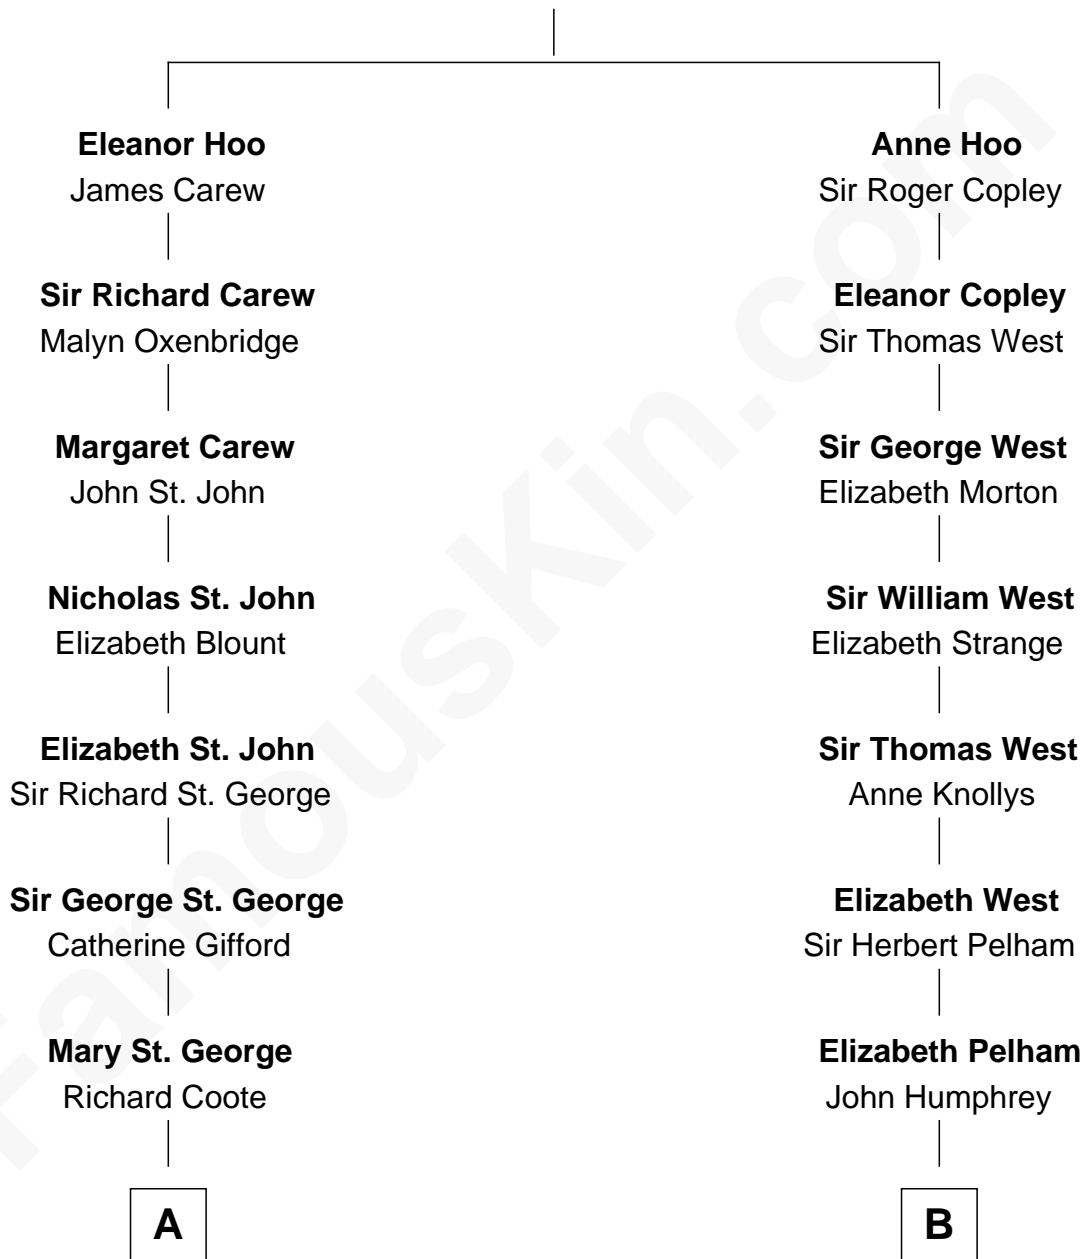 Eleanor Hoo
James Carew
Sir Richard Carew
Malyn Oxenbridge
Margaret Carew
John St. John
Nicholas St. John
Elizabeth Blount
Elizabeth St. John
Sir Richard St. George
Sir George St. George
Catherine Gifford
Mary St. George
Richard Coote
A
Anne Hoo
Sir Roger Copley
Eleanor Copley
Sir Thomas West
Sir George West
Elizabeth Morton
Sir William West
Elizabeth Strange
Sir Thomas West
Anne Knollys
Elizabeth West
Sir Herbert Pelham
Elizabeth Pelham
John Humphrey
B
FamousKin.com